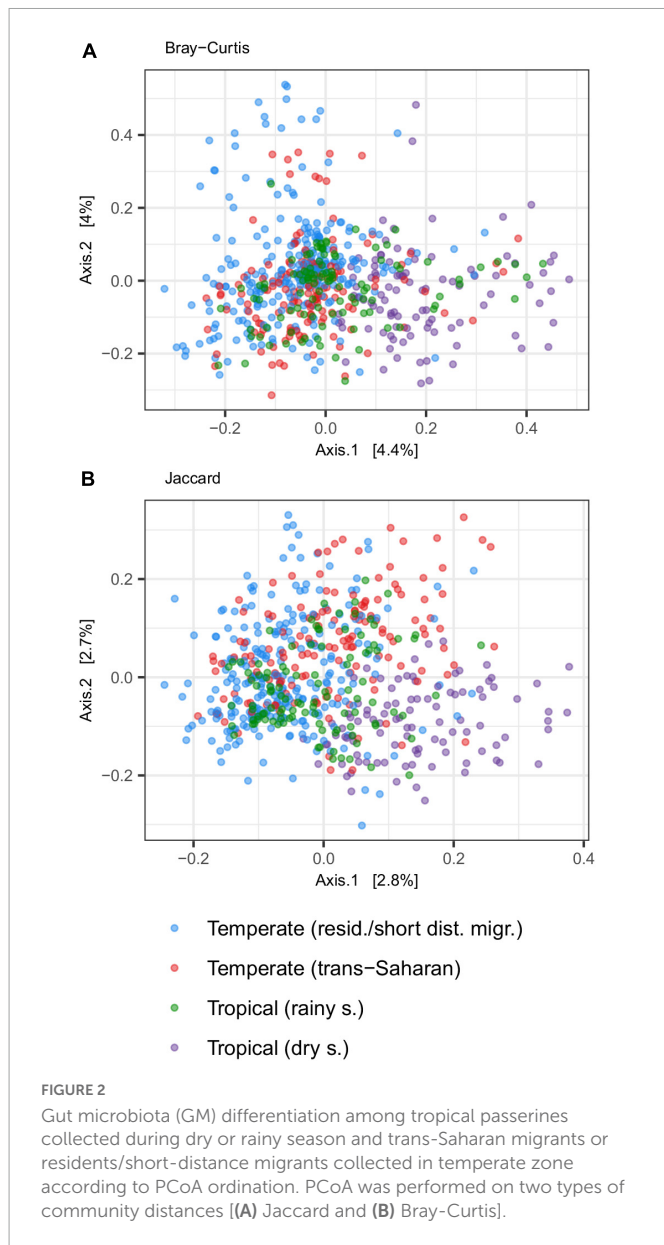 A
Bray−Curtis
0.4
0.2
0.0
−0.2
Axis.2 [4%]
−0.2 0.0 0.2 0.4
Axis.1 [4.4%]
B
Jaccard
0.2
0.0
−0.2
Axis.2 [2.7%]
−0.2 0.0 0.2 0.4
Axis.1 [2.8%]
Temperate (resid./short dist. migr.)
Temperate (trans−Saharan)
Tropical (rainy s.)
Tropical (dry s.)
FIGURE 2
Gut microbiota (GM) differentiation among tropical passerines
collected during dry or rainy season and trans-Saharan migrants or
residents/short-distance migrants collected in temperate zone
according to PCoA ordination. PCoA was performed on two types of
community distances [(A) Jaccard and (B) Bray-Curtis].